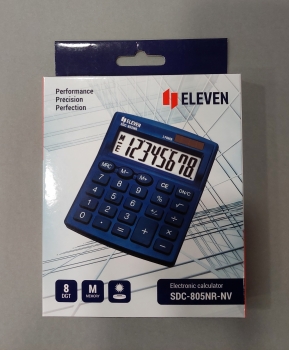 Performance
Precision
Perfection
ELEVEN
ELEVEN
12345678
MRC
M-
M+
CE
ON/C
7
8
9
%
√
4
5
6
×
÷
1
2
3
+
-
0
.
=
8
DGT
M
MEMORY
Electronic calculator
SDC-805NR-NV